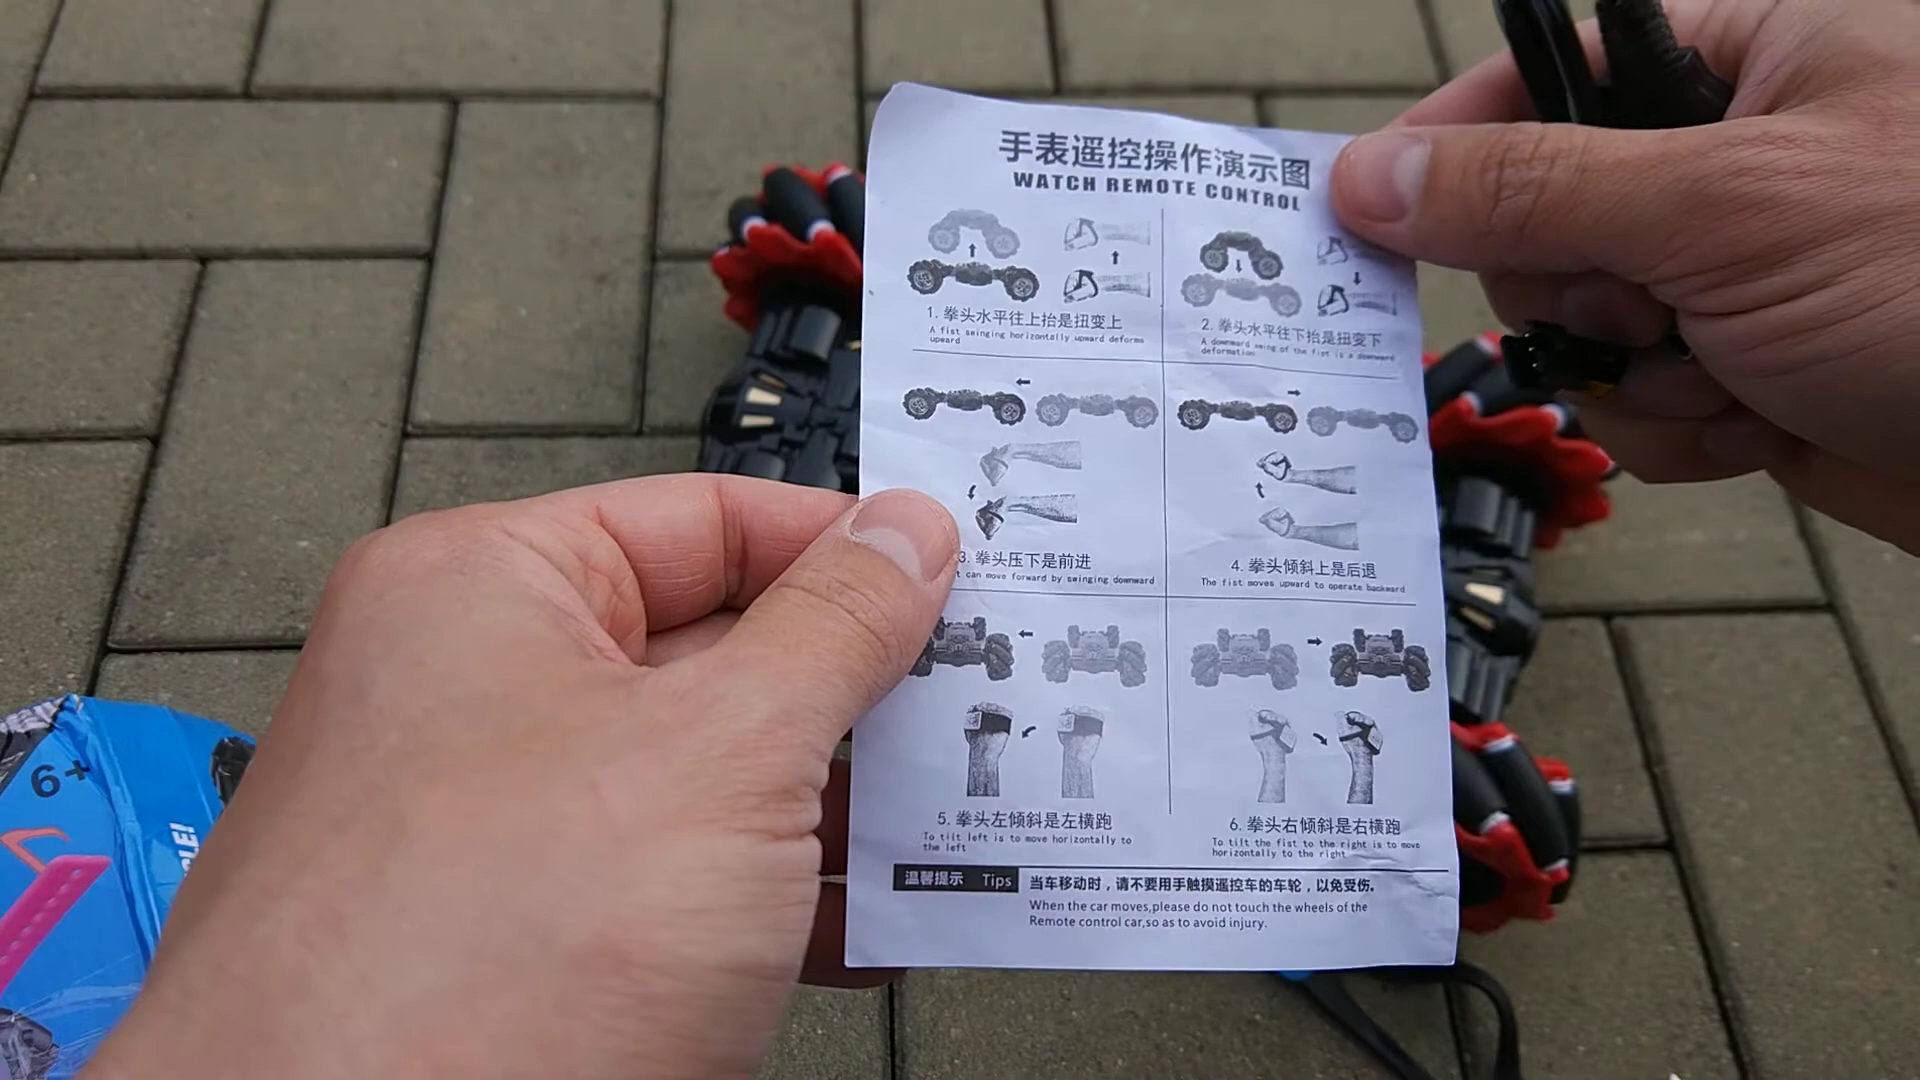 手表遥控操作演示图
WATCH REMOTE CONTROL
1. 拳头水平往上抬是扭变上
A fist swinging horizontally upward deforms
upward
2. 拳头水平往下抬是扭变下
A downward swing of the fist is a downward
deformation
3. 拳头压下是前进
can move forward by swinging downward
4. 拳头倾斜上是后退
The fist moves upward to operate backward
5. 拳头左倾斜是左横跑
To tilt left is to move horizontally to
the left
6. 拳头右倾斜是右横跑
To tilt the fist to the right is to move
horizontally to the right
温馨提示 Tips
当车移动时，请不要用手触摸遥控车的车轮，以免受伤。
When the car moves,please do not touch the wheels of the
Remote control car,so as to avoid injury.
6+